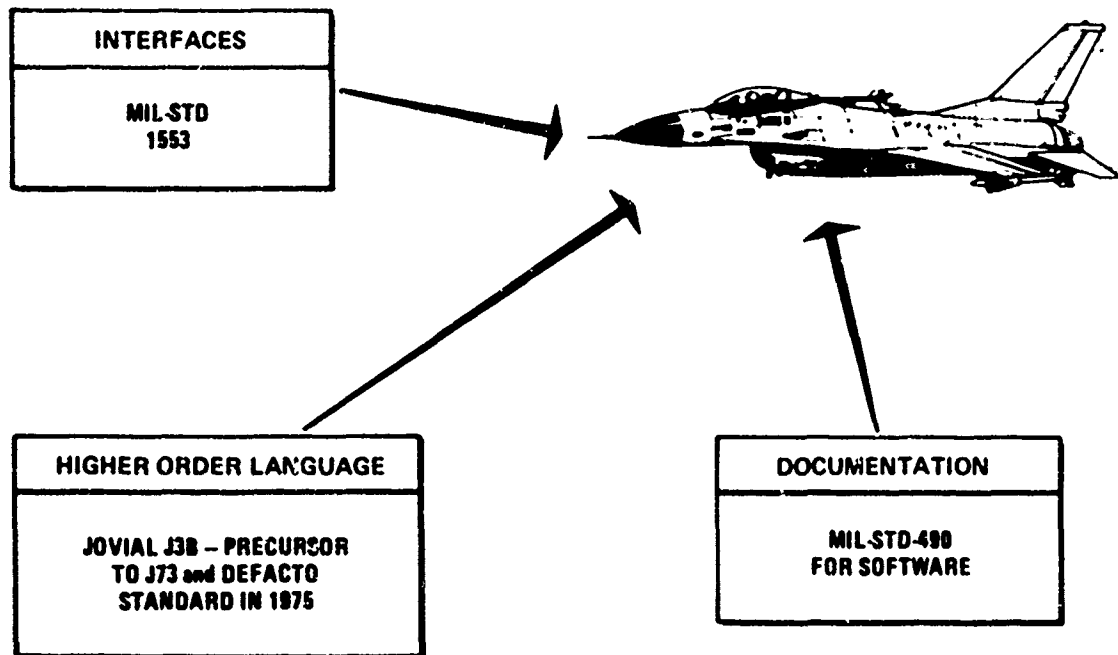 INTERFACES
MIL-STD
1553
HIGHER ORDER LANGUAGE
JOVIAL J3B – PRECURSOR
TO J73 and DEFACTO
STANDARD IN 1975
DOCUMENTATION
MIL-STD-490
FOR SOFTWARE